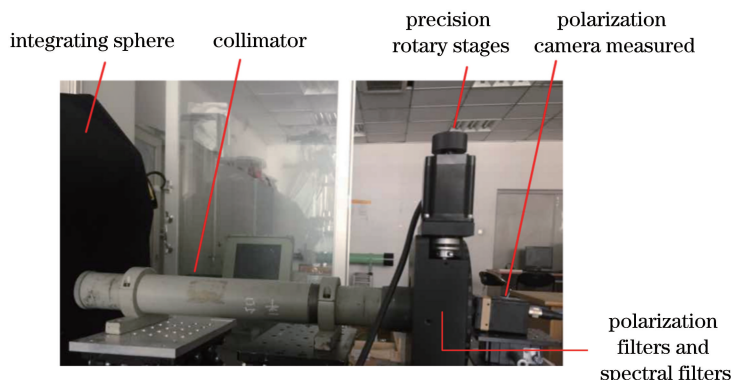 precision
polarization
integrating sphere
collimator
rotary stages
camera measured
polarization
filters and
spectral filters